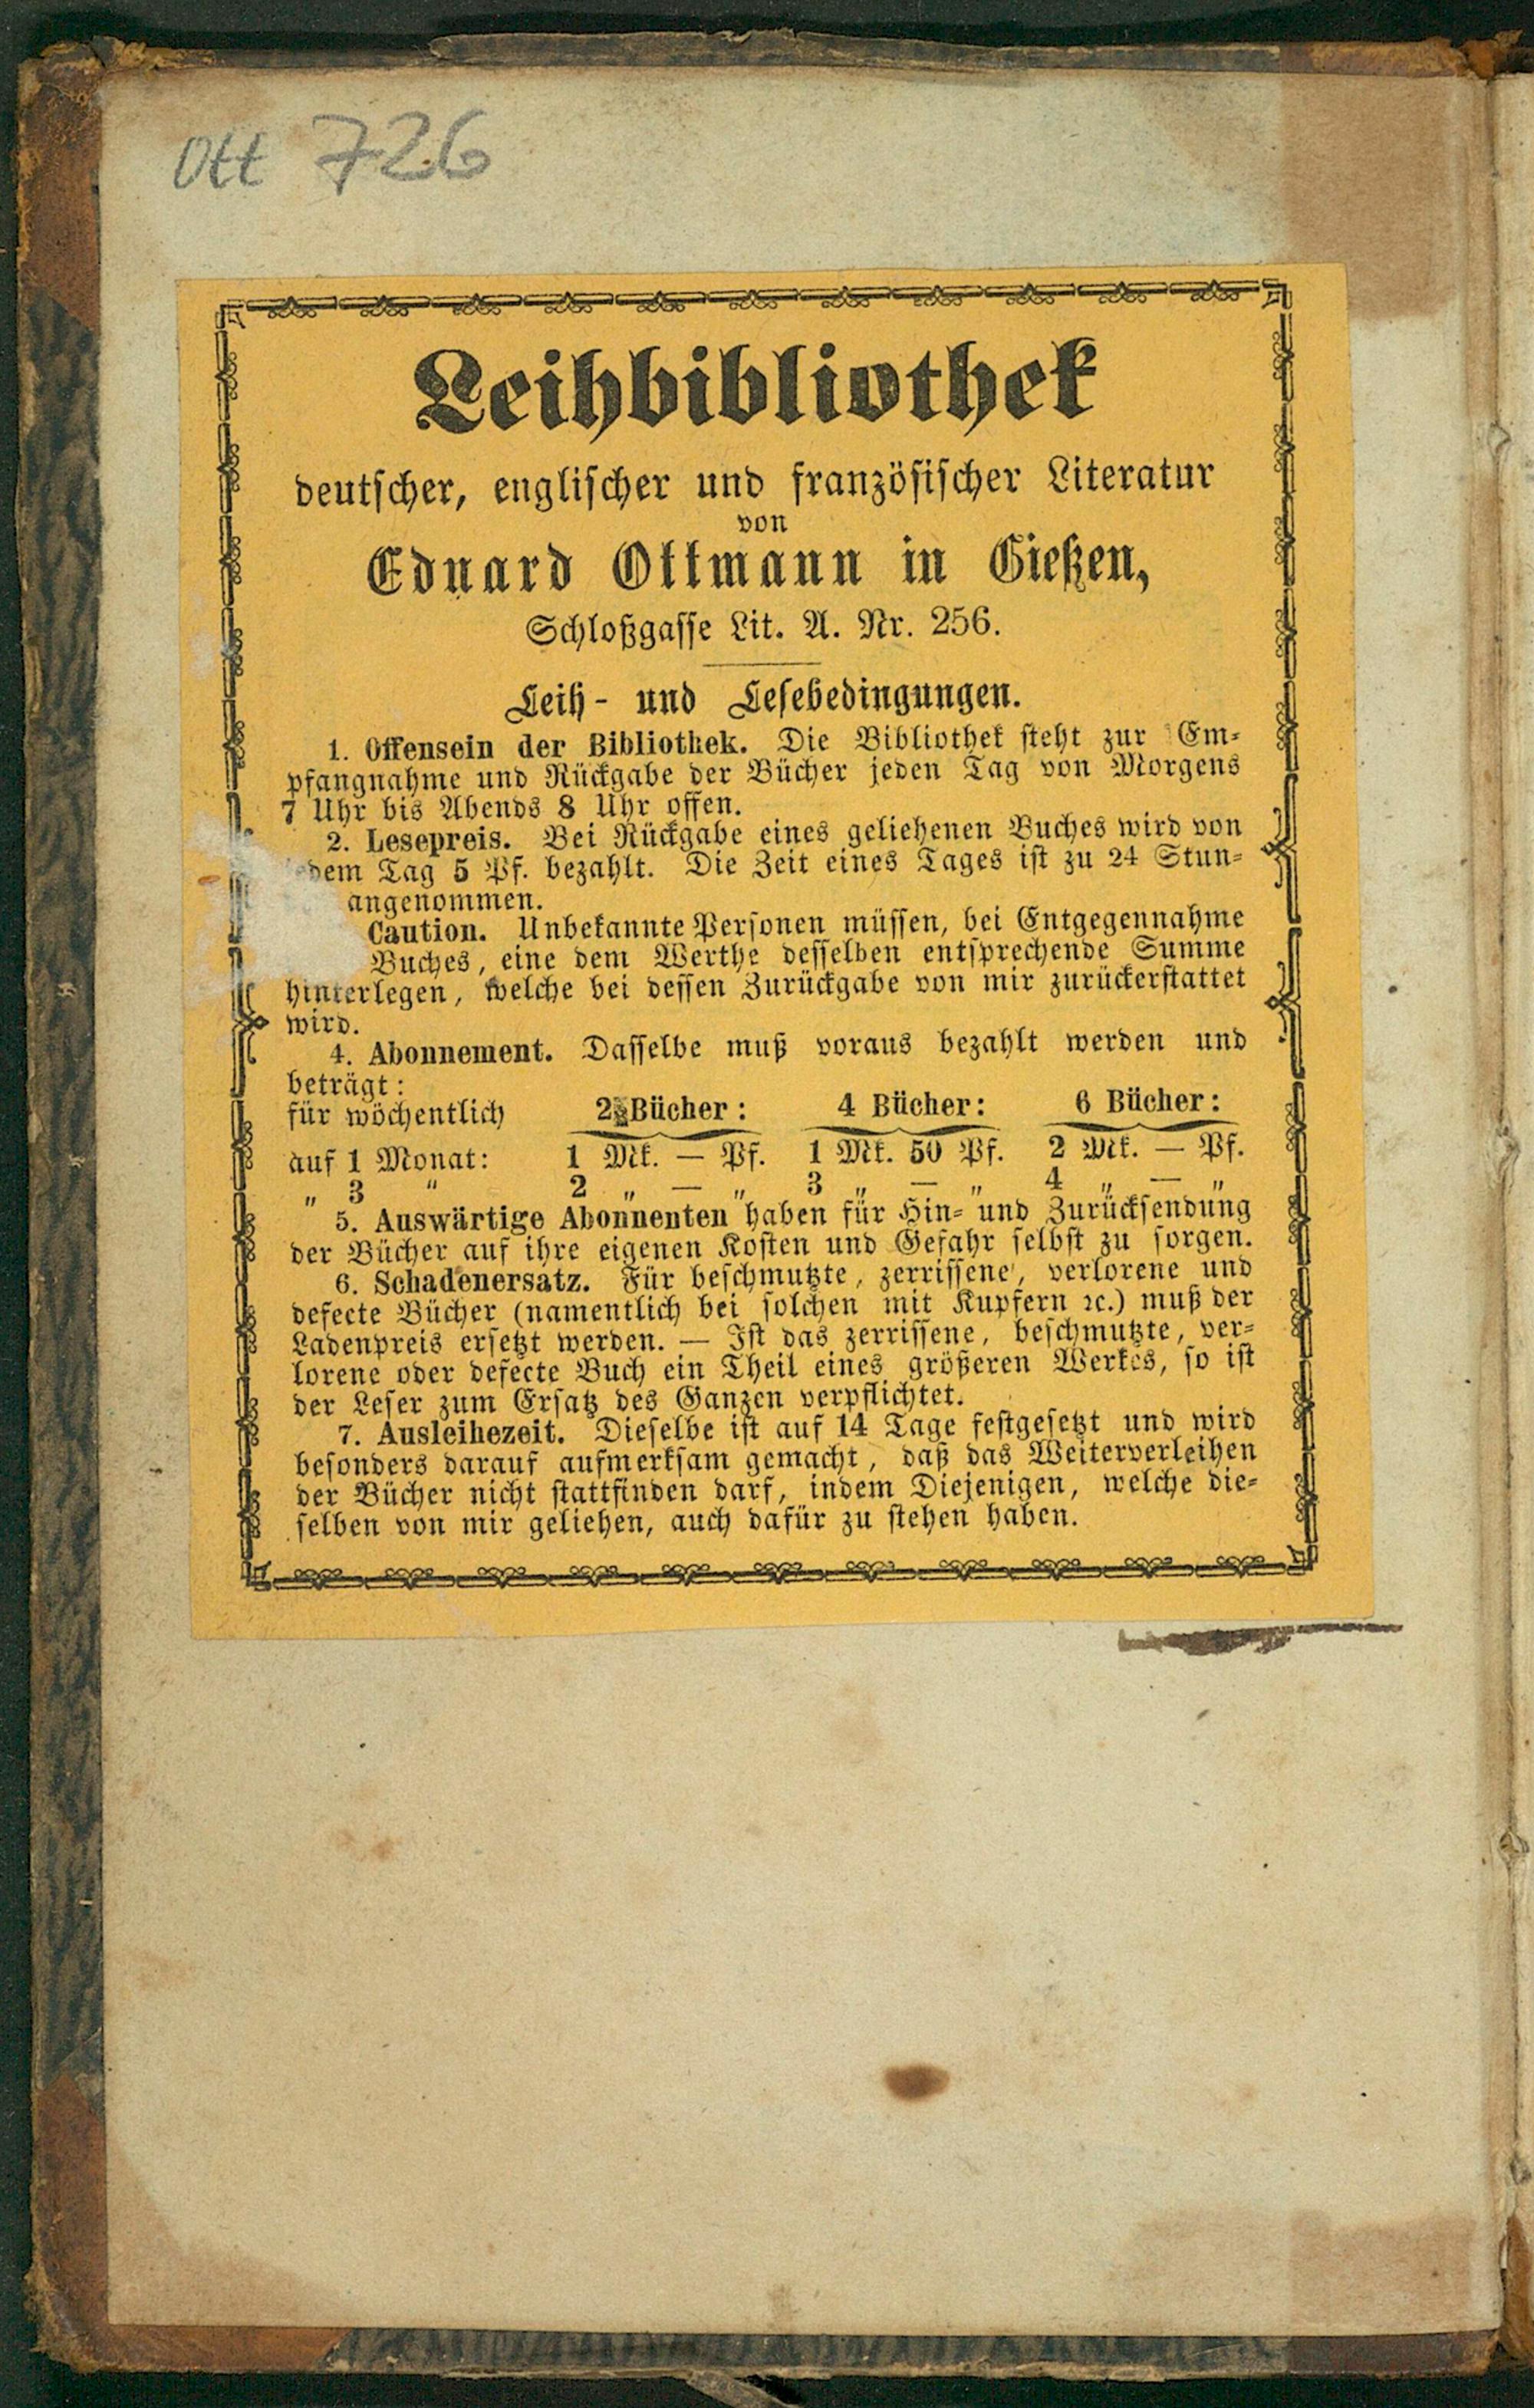 Ott 726
Leihbibliothek
deutscher, englischer und französischer Literatur
von
Eduard Ottmann in Gießen,
Schloßgasse Lit. A. Nr. 256.
Leih- und Lesebedingungen.
1. Offensein der Bibliothek. Die Bibliothek steht zur Em-
pfangnahme und Rückgabe der Bücher jeden Tag von Morgens
7 Uhr bis Abends 8 Uhr offen.
2. Lesepreis. Bei Rückgabe eines geliehenen Buches wird von
dem Tag 5 Pf. bezahlt. Die Zeit eines Tages ist zu 24 Stun-
angenommen.
Caution. Unbekannte Personen müssen, bei Entgegennahme
Buches, eine dem Werthe desselben entsprechende Summe
hinterlegen, welche bei dessen Zurückgabe von mir zurückerstattet
wird.
4. Abonnement. Dasselbe muß voraus bezahlt werden und
beträgt:
für wöchentlich 2 Bücher: 4 Bücher: 6 Bücher:
auf 1 Monat: 1 Mk. — Pf. 1 Mk. 50 Pf. 2 Mk. — Pf.
„ 3 „ 2 „ — „ 3 „ — „ 4 „ — „
5. Auswärtige Abonnenten haben für Hin- und Zurücksendung
der Bücher auf ihre eigenen Kosten und Gefahr selbst zu sorgen.
6. Schadenersatz. Für beschmutzte, zerrissene, verlorene und
defecte Bücher (namentlich bei solchen mit Kupfern ꝛc.) muß der
Ladenpreis ersetzt werden. — Ist das zerrissene, beschmutzte, ver-
lorene oder defecte Buch ein Theil eines größeren Werkes, so ist
der Leser zum Ersatz des Ganzen verpflichtet.
7. Ausleihezeit. Dieselbe ist auf 14 Tage festgesetzt und wird
besonders darauf aufmerksam gemacht, daß das Weiterverleihen
der Bücher nicht stattfinden darf, indem Diejenigen, welche die-
selben von mir geliehen, auch dafür zu stehen haben.